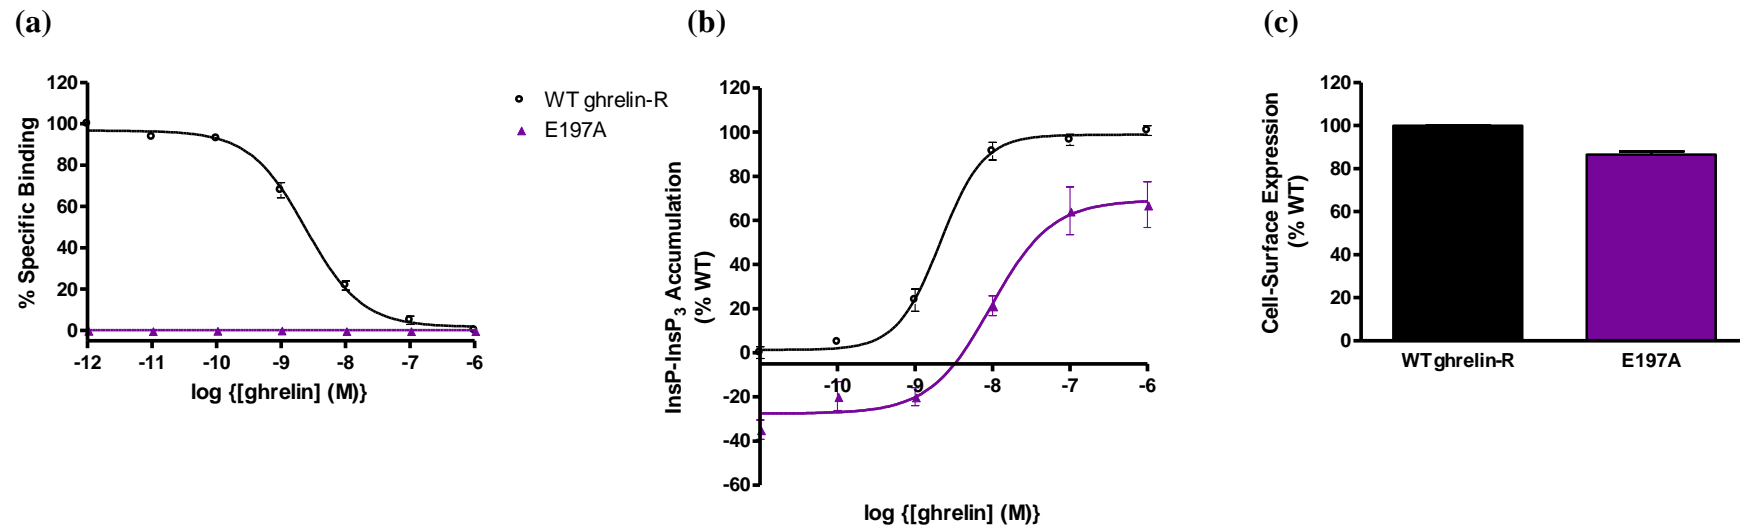 (a)
120
100
80
60
40
20
0
% Specific Binding
-12 -11 -10 -9 -8 -7 -6
log {[ghrelin] (M)}
WT ghrelin-R
E197A
(b)
120
100
80
60
40
20
0
-20
-40
-60
InsP-InsP3 Accumulation
(% WT)
-10 -9 -8 -7 -6
log {[ghrelin] (M)}
(c)
120
100
80
60
40
20
0
Cell-Surface Expression
(% WT)
WT ghrelin-R E197A